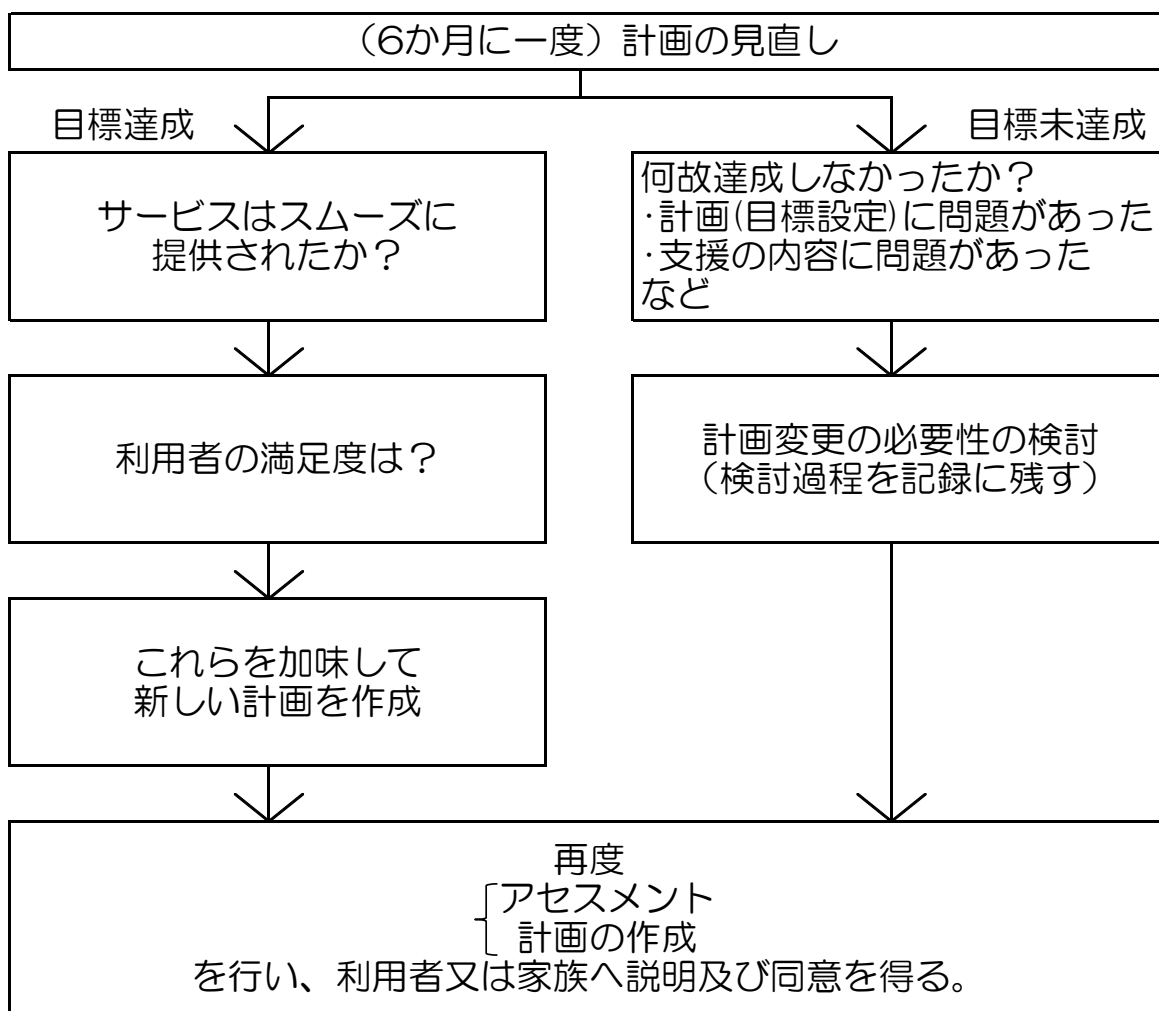 (6か月に一度)計画の見直し
目標達成
サービスはスムーズに
提供されたか?
利用者の満足度は?
これらを加味して
新しい計画を作成
目標未達成
何故達成しなかったか?
・計画(目標設定)に問題があった
・支援の内容に問題があった
など
計画変更の必要性の検討
(検討過程を記録に残す)
再度
アセスメント
計画の作成
を行い、利用者又は家族へ説明及び同意を得る。